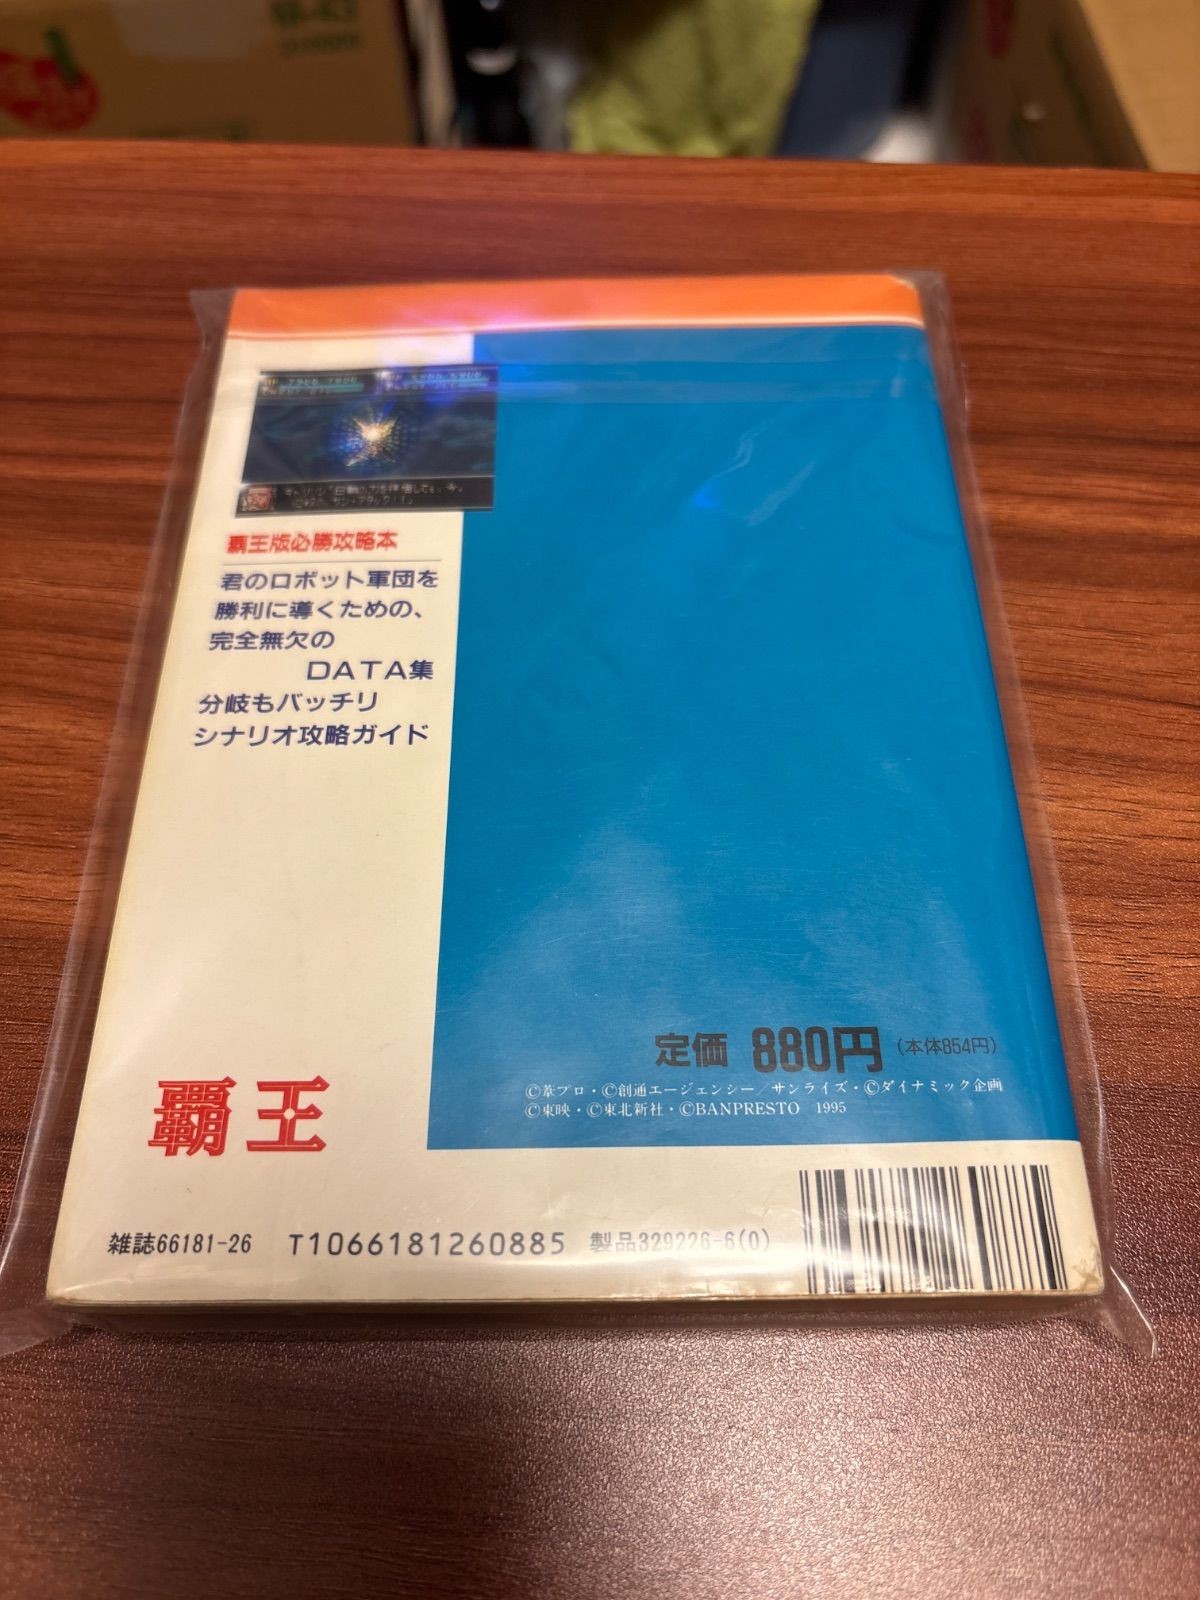 覇王版必勝攻略本
君のロボット軍団を
勝利に導くための、
完全無欠の
DATA集
分岐もバッチリ
シナリオ攻略ガイド
定価 880円 (本体854円)
©葦プロ・©創通エージェンシー/サンライズ・©ダイナミック企画
©東映・©東北新社・©BANPRESTO 1995
覇王
雑誌66181-26 T1066181260885 製品329226-6(0)